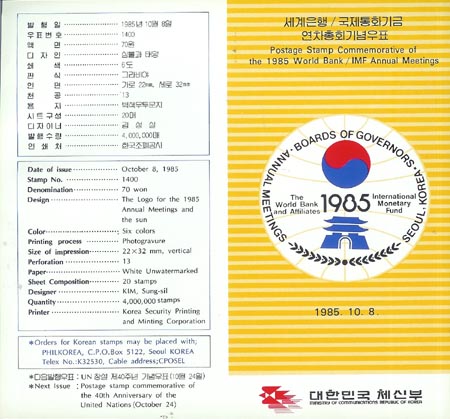 발 행 일 ·········· 1985년 10월 8일
우표번호 ·········· 1400
액 면 ·········· 70원
디 자 인 ·········· 심볼과 태양
색 색 ·········· 6도
판 식 ·········· 그라비아
인 면 ·········· 가로 22㎜, 세로 32㎜
천 공 ·········· 13
용 지 ·········· 백색무투문지
시트구성 ·········· 20매
디자이너 ·········· 김 성 실
발행수량 ·········· 4,000,000매
인 쇄 처 ·········· 한국조폐공사
Date of issue ·········· October 8, 1985
Stamp No. ·········· 1400
Denomination ·········· 70 won
Design ·········· The Logo for the 1985
Annual Meetings and
the sun
Color ·········· Six colors
Printing process ·········· Photogravure
Size of impression ·········· 22×32 mm, vertical
Perforation ·········· 13
Paper ·········· White Unwatermarked
Sheet Composition ·········· 20 stamps
Designer ·········· KIM, Sung-sil
Quantity ·········· 4,000,000 stamps
Printer ·········· Korea Security Printing
and Minting Corporation
*Orders for Korean stamps may be placed with;
PHILKOREA, C.P.O.Box 5122, Seoul KOREA
Telex No.:K32530, Cable address;CPOSEL
*다음발행우표 : UN 창설 제40주년 기념우표(10월 24일)
*Next Issue : Postage stamp commemorative of
the 40th Anniversary of the
United Nations (October 24)
세계은행/국제통화기금
연차총회기념우표
Postage Stamp Commemorative of
the 1985 World Bank/IMF Annual Meetings
ANNUAL MEETINGS · BOARDS OF GOVERNORS · SEOUL, KOREA ·
The World Bank and Affiliates
1985
International Monetary Fund
1985. 10. 8.
대한민국 체신부
MINISTRY OF COMMUNICATIONS REPUBLIC OF KOREA